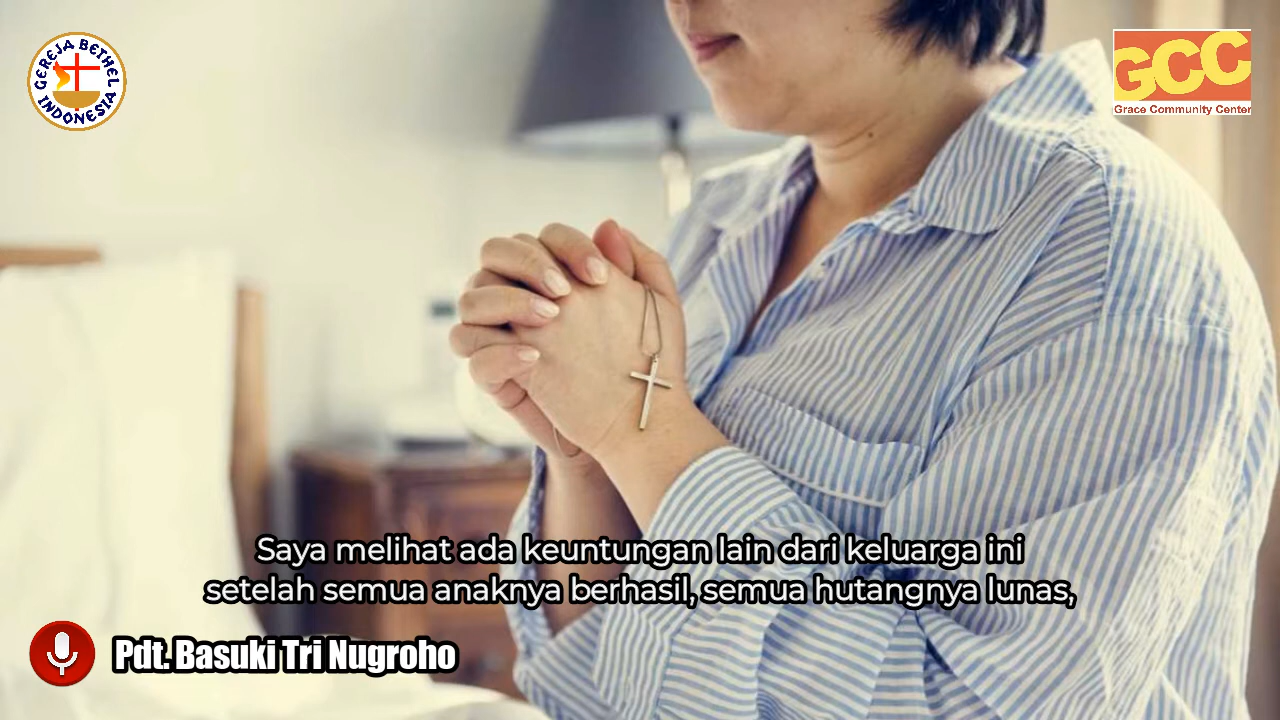 GEREJA BETHEL
INDONESIA
GCC
Grace Community Center
Saya melihat ada keuntungan lain dari keluarga ini
setelah semua anaknya berhasil, semua hutangnya lunas,
Pdt. Basuki Tri Nugroho